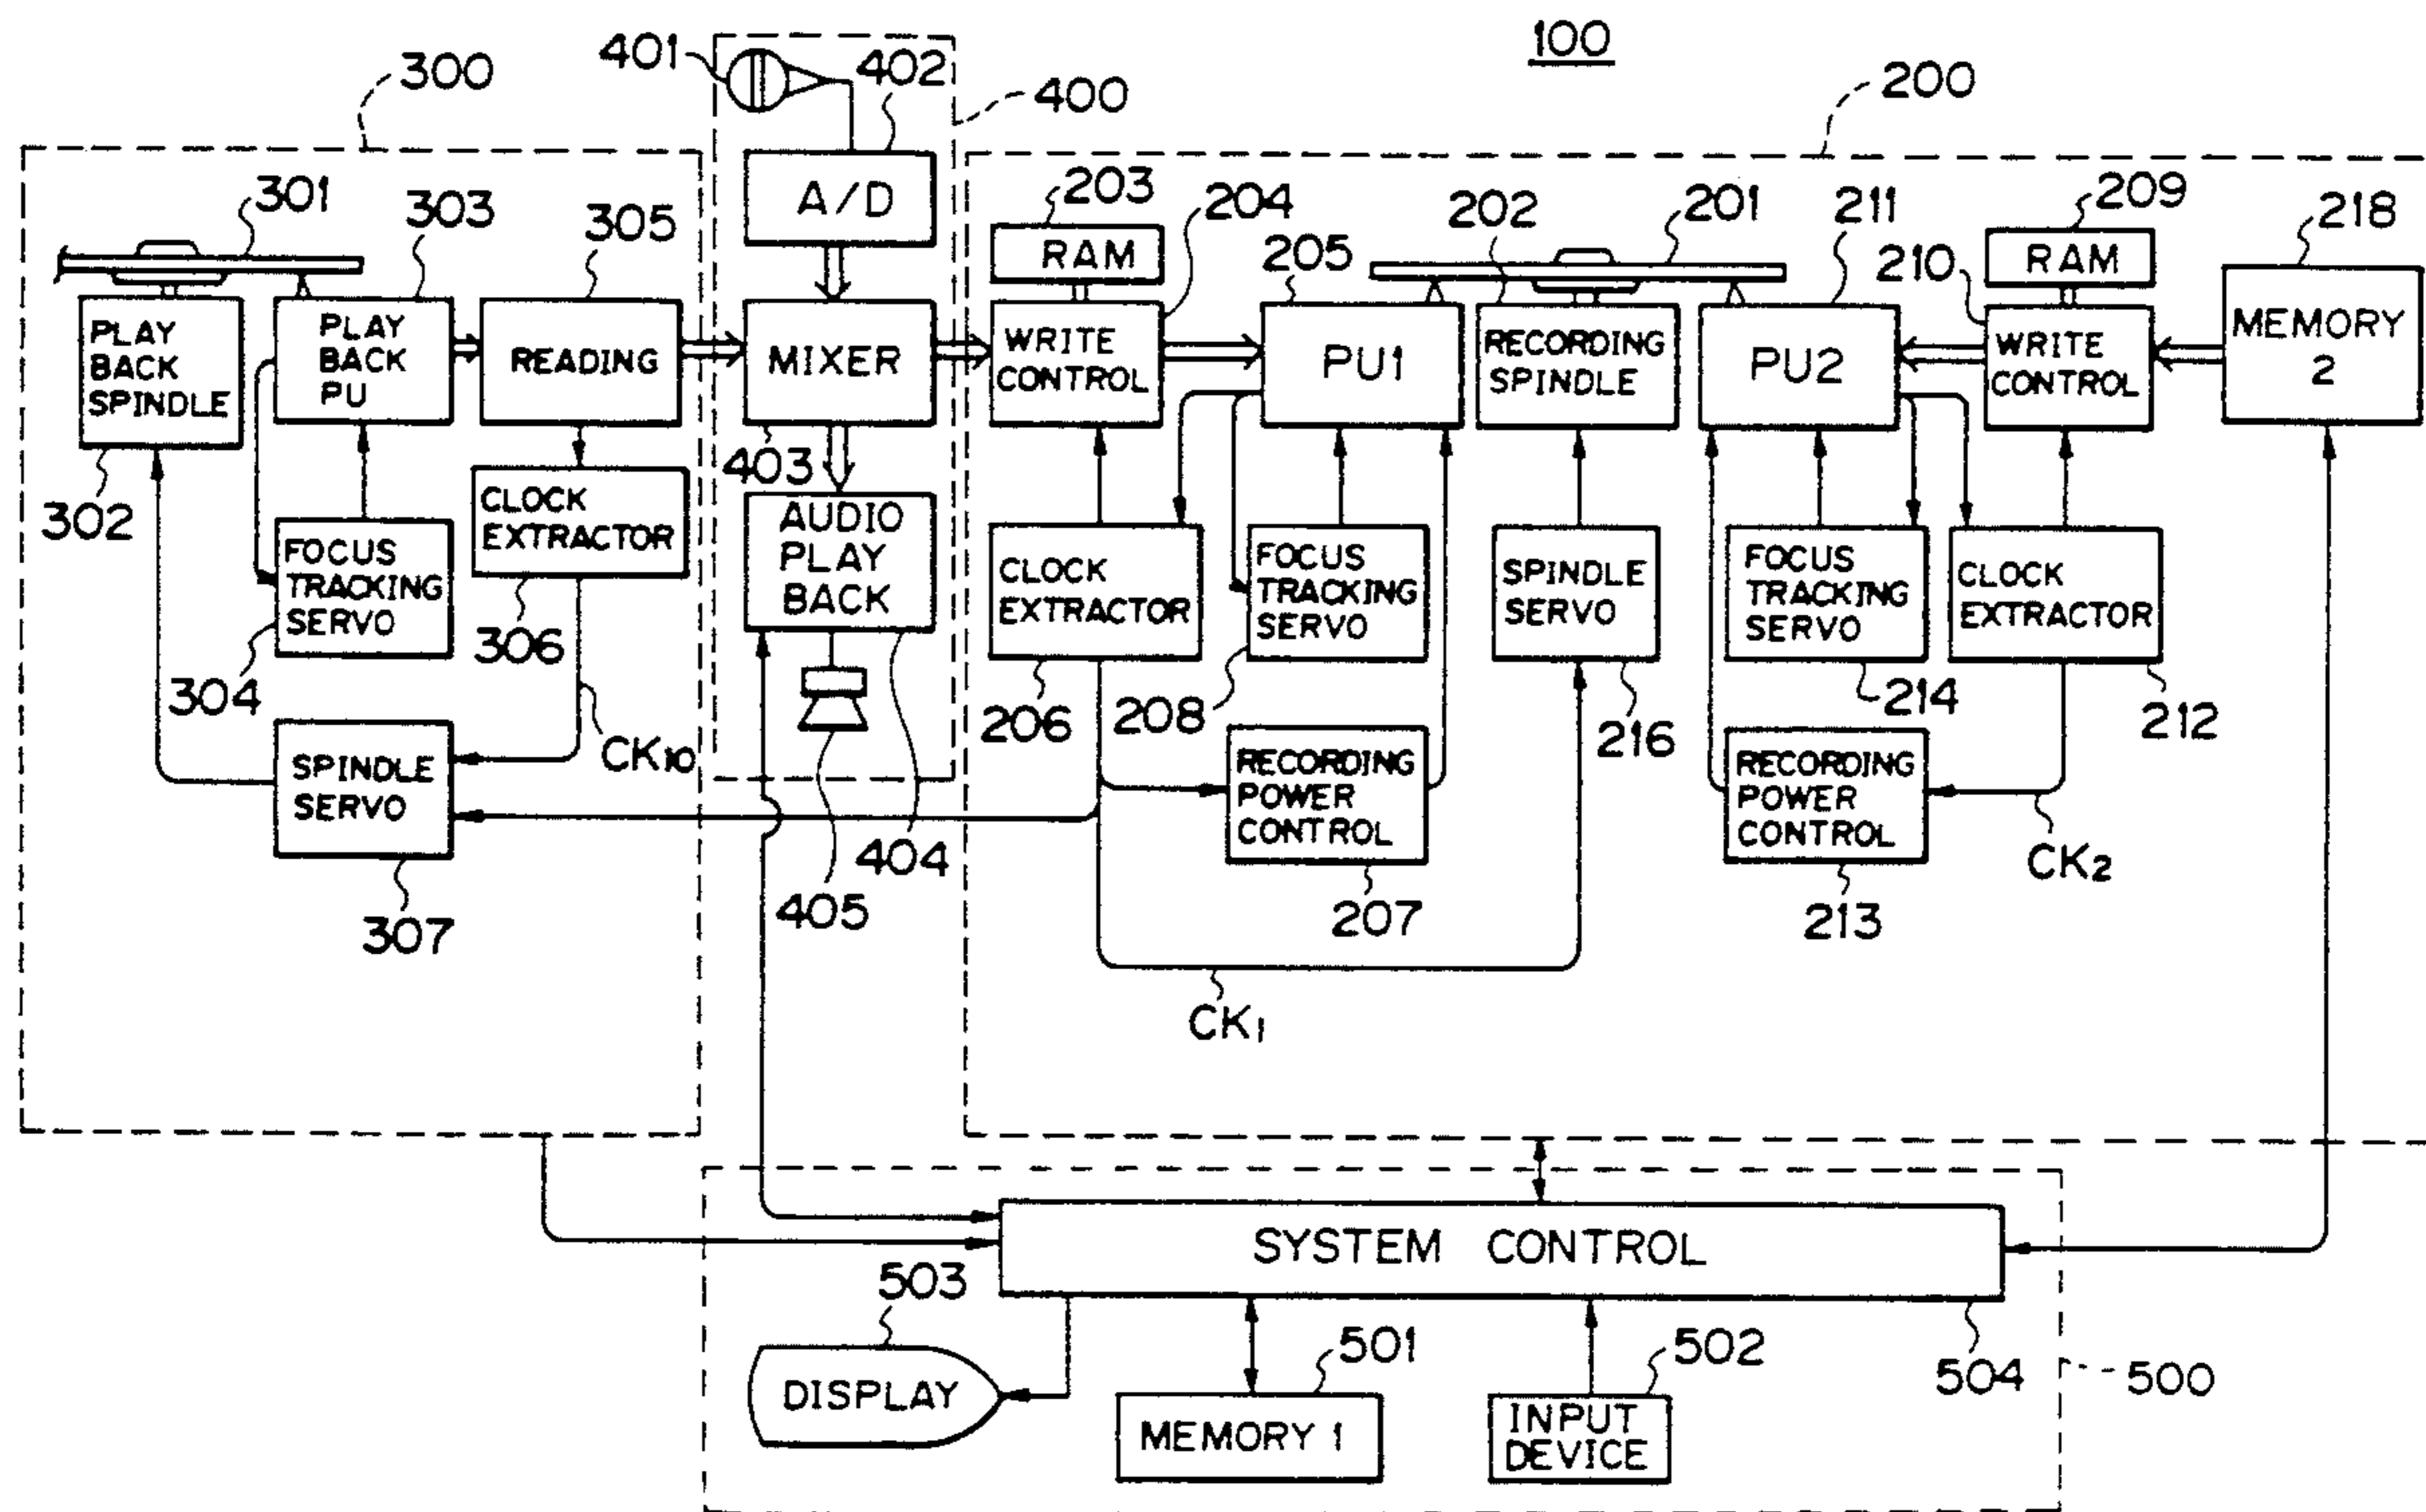 100
300
301
303
305
PLAY
BACK
SPINDLE
302
PLAY
BACK
PU
READING
CLOCK
EXTRACTOR
306
FOCUS
TRACKING
SERVO
304
CK10
SPINDLE
SERVO
307
400
401
402
A/D
MIXER
403
AUDIO
PLAY
BACK
404
405
200
203
RAM
204
WRITE
CONTROL
205
PU1
202
RECORDING
SPINDLE
201
211
PU2
209
RAM
210
WRITE
CONTROL
218
MEMORY
2
CLOCK
EXTRACTOR
206
FOCUS
TRACKING
SERVO
208
SPINDLE
SERVO
216
FOCUS
TRACKING
SERVO
214
CLOCK
EXTRACTOR
212
RECORDING
POWER
CONTROL
207
RECORDING
POWER
CONTROL
213
CK1
CK2
SYSTEM CONTROL
504
503
DISPLAY
501
MEMORY 1
502
INPUT
DEVICE
500